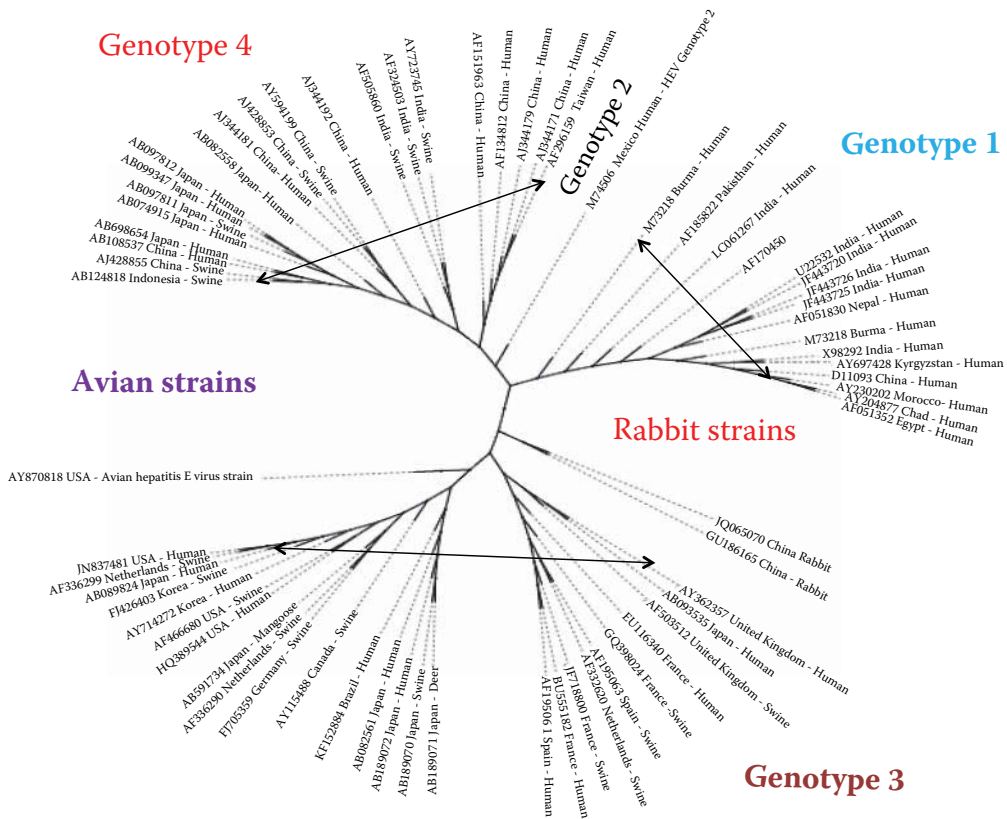 Genotype 4
AB124818 Indonesia - Swine
AJ428855 China - Swine
AB108537 China - Human
AB698654 Japan - Human
AB074915 Japan - Human
AB097811 Japan - Swine
AB099347 Japan - Human
AB097812 Japan - Human
AB082558 Japan - Human
AJ344181 China - Human
AJ428853 China - Swine
AY594199 China - Swine
AJ344192 China - Human
AF505860 India - Swine
AF324503 India - Swine
AY723745 India - Swine
AF151963 China - Human
AF134812 China - Human
AJ344179 China - Human
AJ344171 China - Human
AF296159 Taiwan - Human
Genotype 2
M74506 Mexico Human - HEV Genotype 2
Genotype 1
M73218 Burma - Human
AF185822 Pakisthan - Human
LC061267 India - Human
AF170450
U22532 India - Human
JF443720 India - Human
JF443726 India - Human
JF443725 India- Human
AF051830 Nepal - Human
M73218 Burma - Human
X98292 India - Human
AY697428 Kyrgyzstan - Human
D11093 China - Human
AY230202 Morocco- Human
AY204877 Chad - Human
AF051352 Egypt - Human
Avian strains
Rabbit strains
JQ065070 China Rabbit
GU186165 China - Rabbit
AY870818 USA - Avian hepatitis E virus strain
JN837481 USA - Human
AF336299 Netherlands - Swine
AB089824 Japan - Human
FJ426403 Korea - Swine
AY714272 Korea - Human
AF466680 USA - Swine
HQ389544 USA - Human
AB591734 Japan - Mangoose
AF336290 Netherlands - Swine
FJ705359 Germany - Swine
AY115488 Canada - Swine
KF152884 Brazil - Human
AB082561 Japan - Human
AB189072 Japan - Human
AB189070 Japan - Swine
AB189071 Japan - Deer
AF19506 1 Spain - Human
BU555182 France - Human
JF718800 France - Swine
AF332620 Netherlands - Swine
AF195063 Spain - Swine
GQ398024 France -Swine
EU116340 France - Human
AF503512 United Kingdom - Swine
AB093535 Japan - Human
AY362357 United Kingdom - Human
Genotype 3